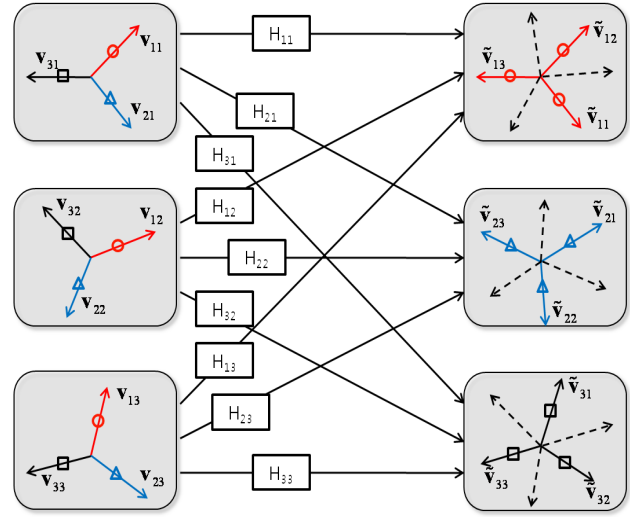 v₃₁ v₁₁
v₂₁
H₁₁
ṽ₁₂
ṽ₁₃
ṽ₁₁
H₂₁
H₃₁
H₁₂
v₃₂ v₁₂
v₂₂
H₂₂
ṽ₂₃ ṽ₂₁
ṽ₂₂
H₃₂
H₁₃
v₁₃
v₃₃ v₂₃
H₂₃
H₃₃
ṽ₃₁
ṽ₃₃ ṽ₃₂